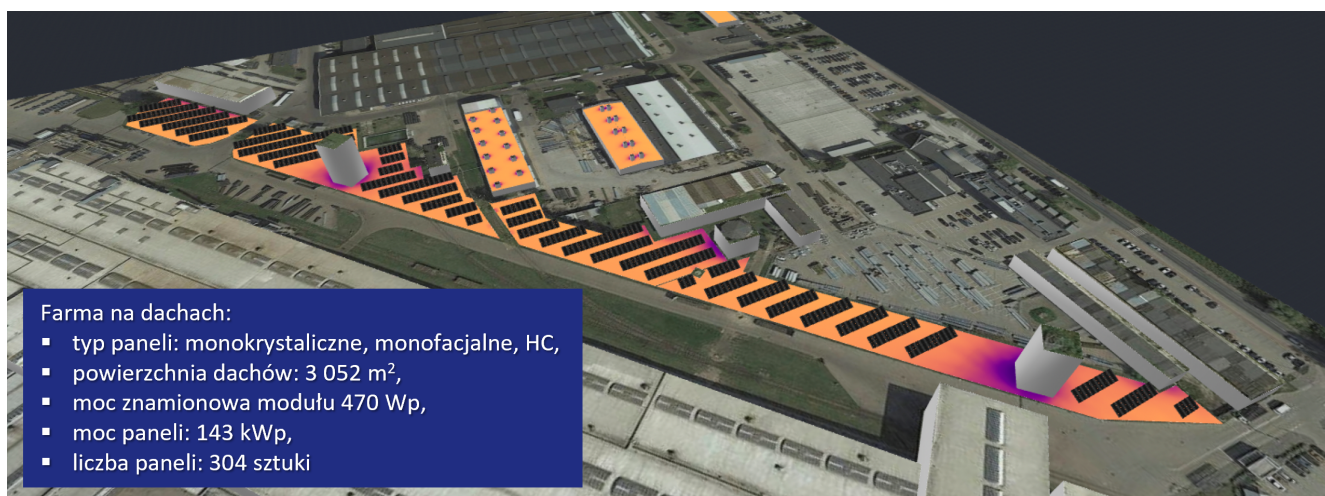 Farma na dachach:
▪ typ paneli: monokrystaliczne, monofacjalne, HC,
▪ powierzchnia dachów: 3 052 m²,
▪ moc znamionowa modułu 470 Wp,
▪ moc paneli: 143 kWp,
▪ liczba paneli: 304 sztuki